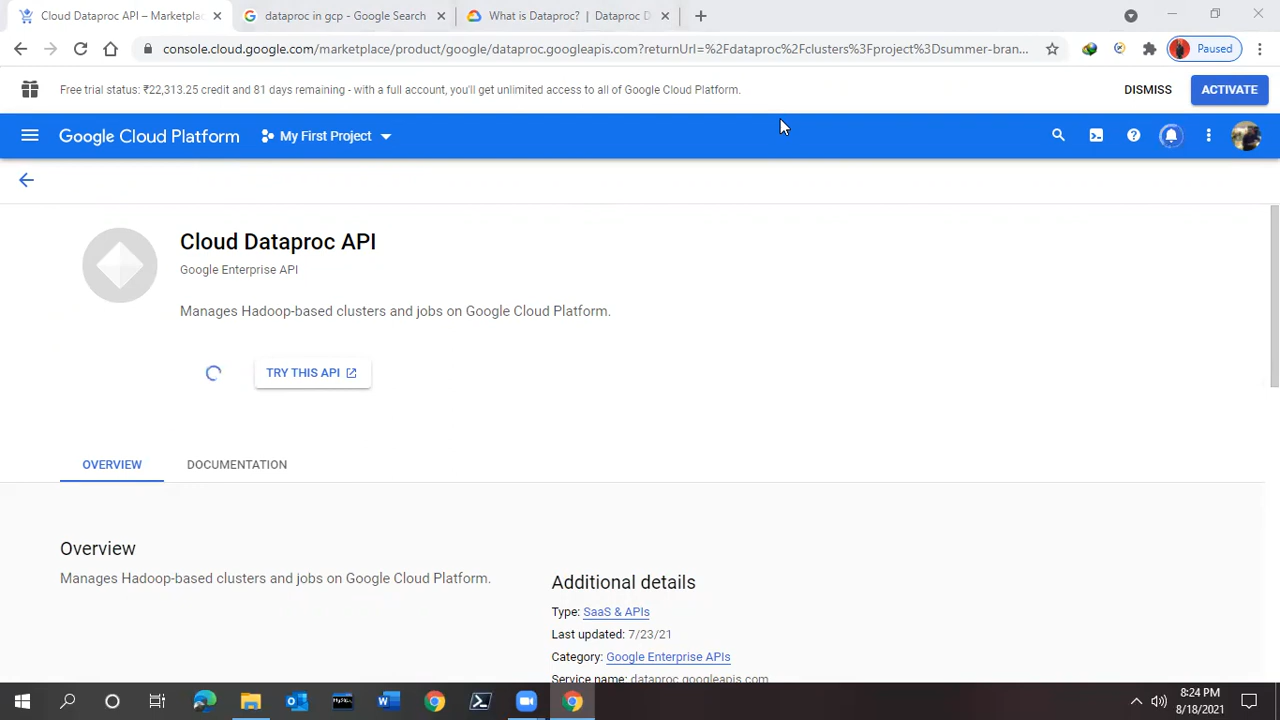 Cloud Dataproc API – Marketplac
dataproc in gcp - Google Search
What is Dataproc? | Dataproc D
console.cloud.google.com/marketplace/product/google/dataproc.googleapis.com?returnUrl=%2Fdataproc%2Fclusters%3Fproject%3Dsummer-bran...
Paused
Free trial status: ₹22,313.25 credit and 81 days remaining - with a full account, you'll get unlimited access to all of Google Cloud Platform.
DISMISS
ACTIVATE
Google Cloud Platform
My First Project
Cloud Dataproc API
Google Enterprise API
Manages Hadoop-based clusters and jobs on Google Cloud Platform.
TRY THIS API
OVERVIEW
DOCUMENTATION
Overview
Manages Hadoop-based clusters and jobs on Google Cloud Platform.
Additional details
Type: SaaS & APIs
Last updated: 7/23/21
Category: Google Enterprise APIs
Service name: dataproc.googleapis.com
8:24 PM
8/18/2021